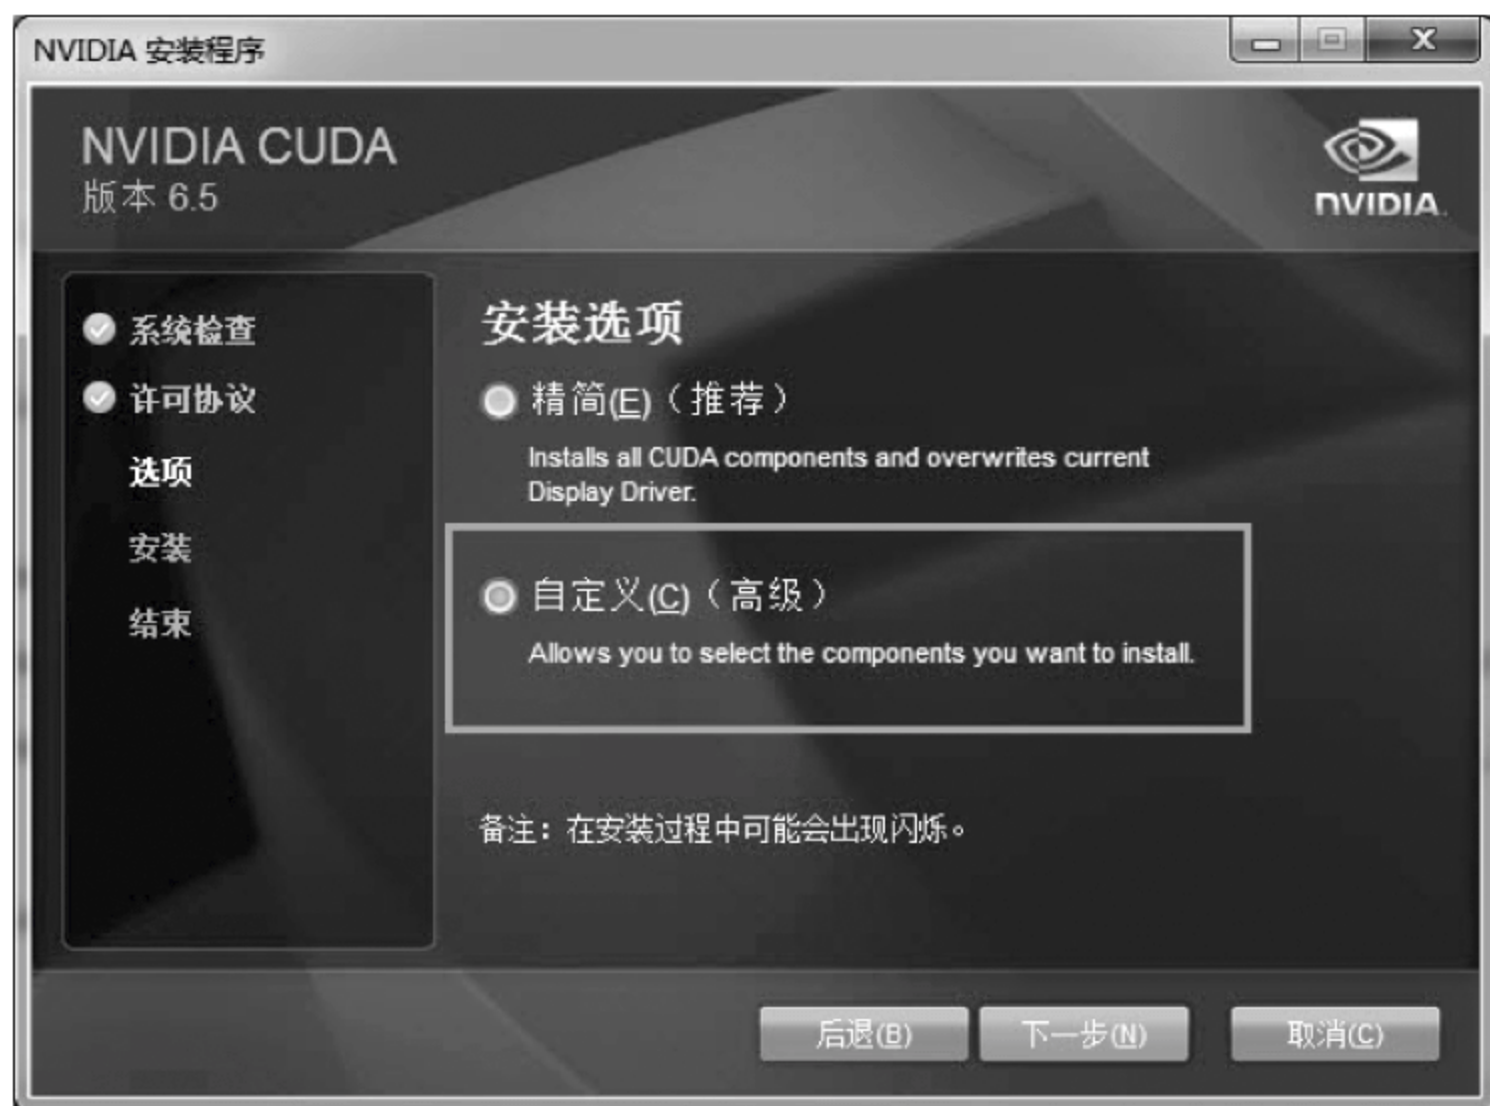 NVIDIA 安装程序
NVIDIA CUDA
版本 6.5
NVIDIA.
系统检查
许可协议
选项
安装
结束
安装选项
精简(E)（推荐）
Installs all CUDA components and overwrites current
Display Driver.
自定义(C)（高级）
Allows you to select the components you want to install.
备注：在安装过程中可能会出现闪烁。
后退(B)
下一步(N)
取消(C)